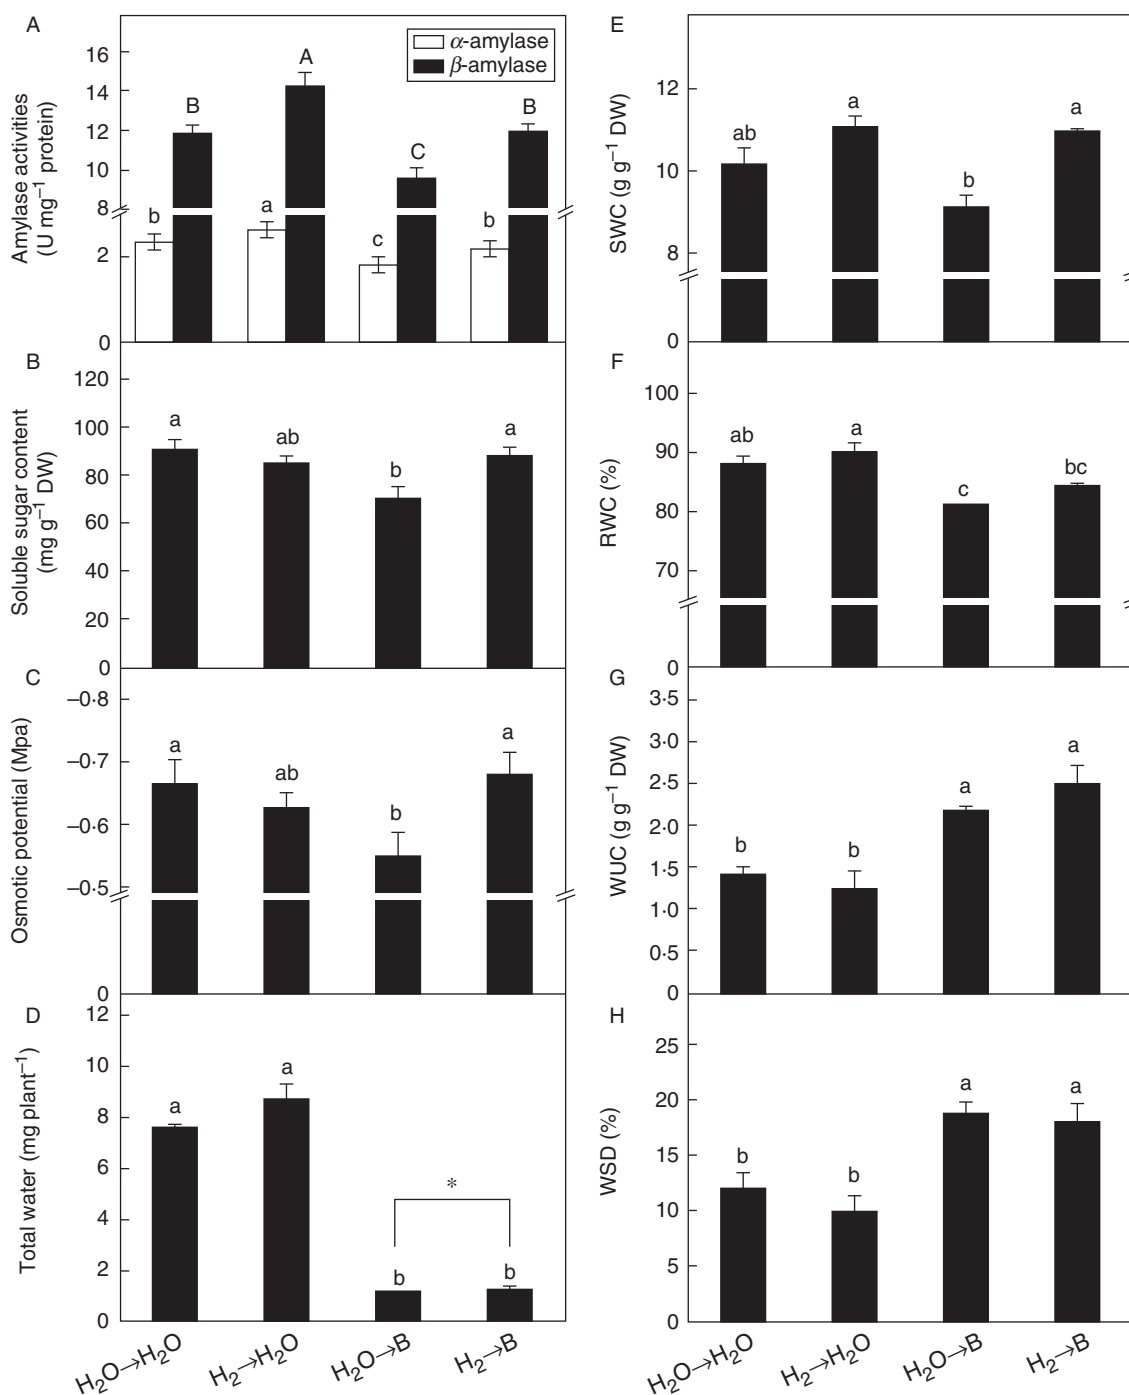 A
Amylase activities
(U mg⁻¹ protein)
16
14
12
10
8
2
0
α-amylase
β-amylase
b
B
a
A
c
C
b
B
B
Soluble sugar content
(mg g⁻¹ DW)
120
100
80
60
40
20
0
a
ab
b
a
C
Osmotic potential (Mpa)
–0·8
–0·7
–0·6
–0·5
0
a
ab
b
a
D
Total water (mg plant⁻¹)
12
10
8
6
4
2
0
a
a
*
b
b
H₂O→H₂O
H₂→H₂O
H₂O→B
H₂→B
E
SWC (g g⁻¹ DW)
12
10
8
0
ab
a
b
a
F
RWC (%)
100
90
80
70
0
ab
a
c
bc
G
WUC (g g⁻¹ DW)
3·5
3·0
2·5
2·0
1·5
1·0
0·5
0
b
b
a
a
H
WSD (%)
25
20
15
10
5
0
b
b
a
a
H₂O→H₂O
H₂→H₂O
H₂O→B
H₂→B